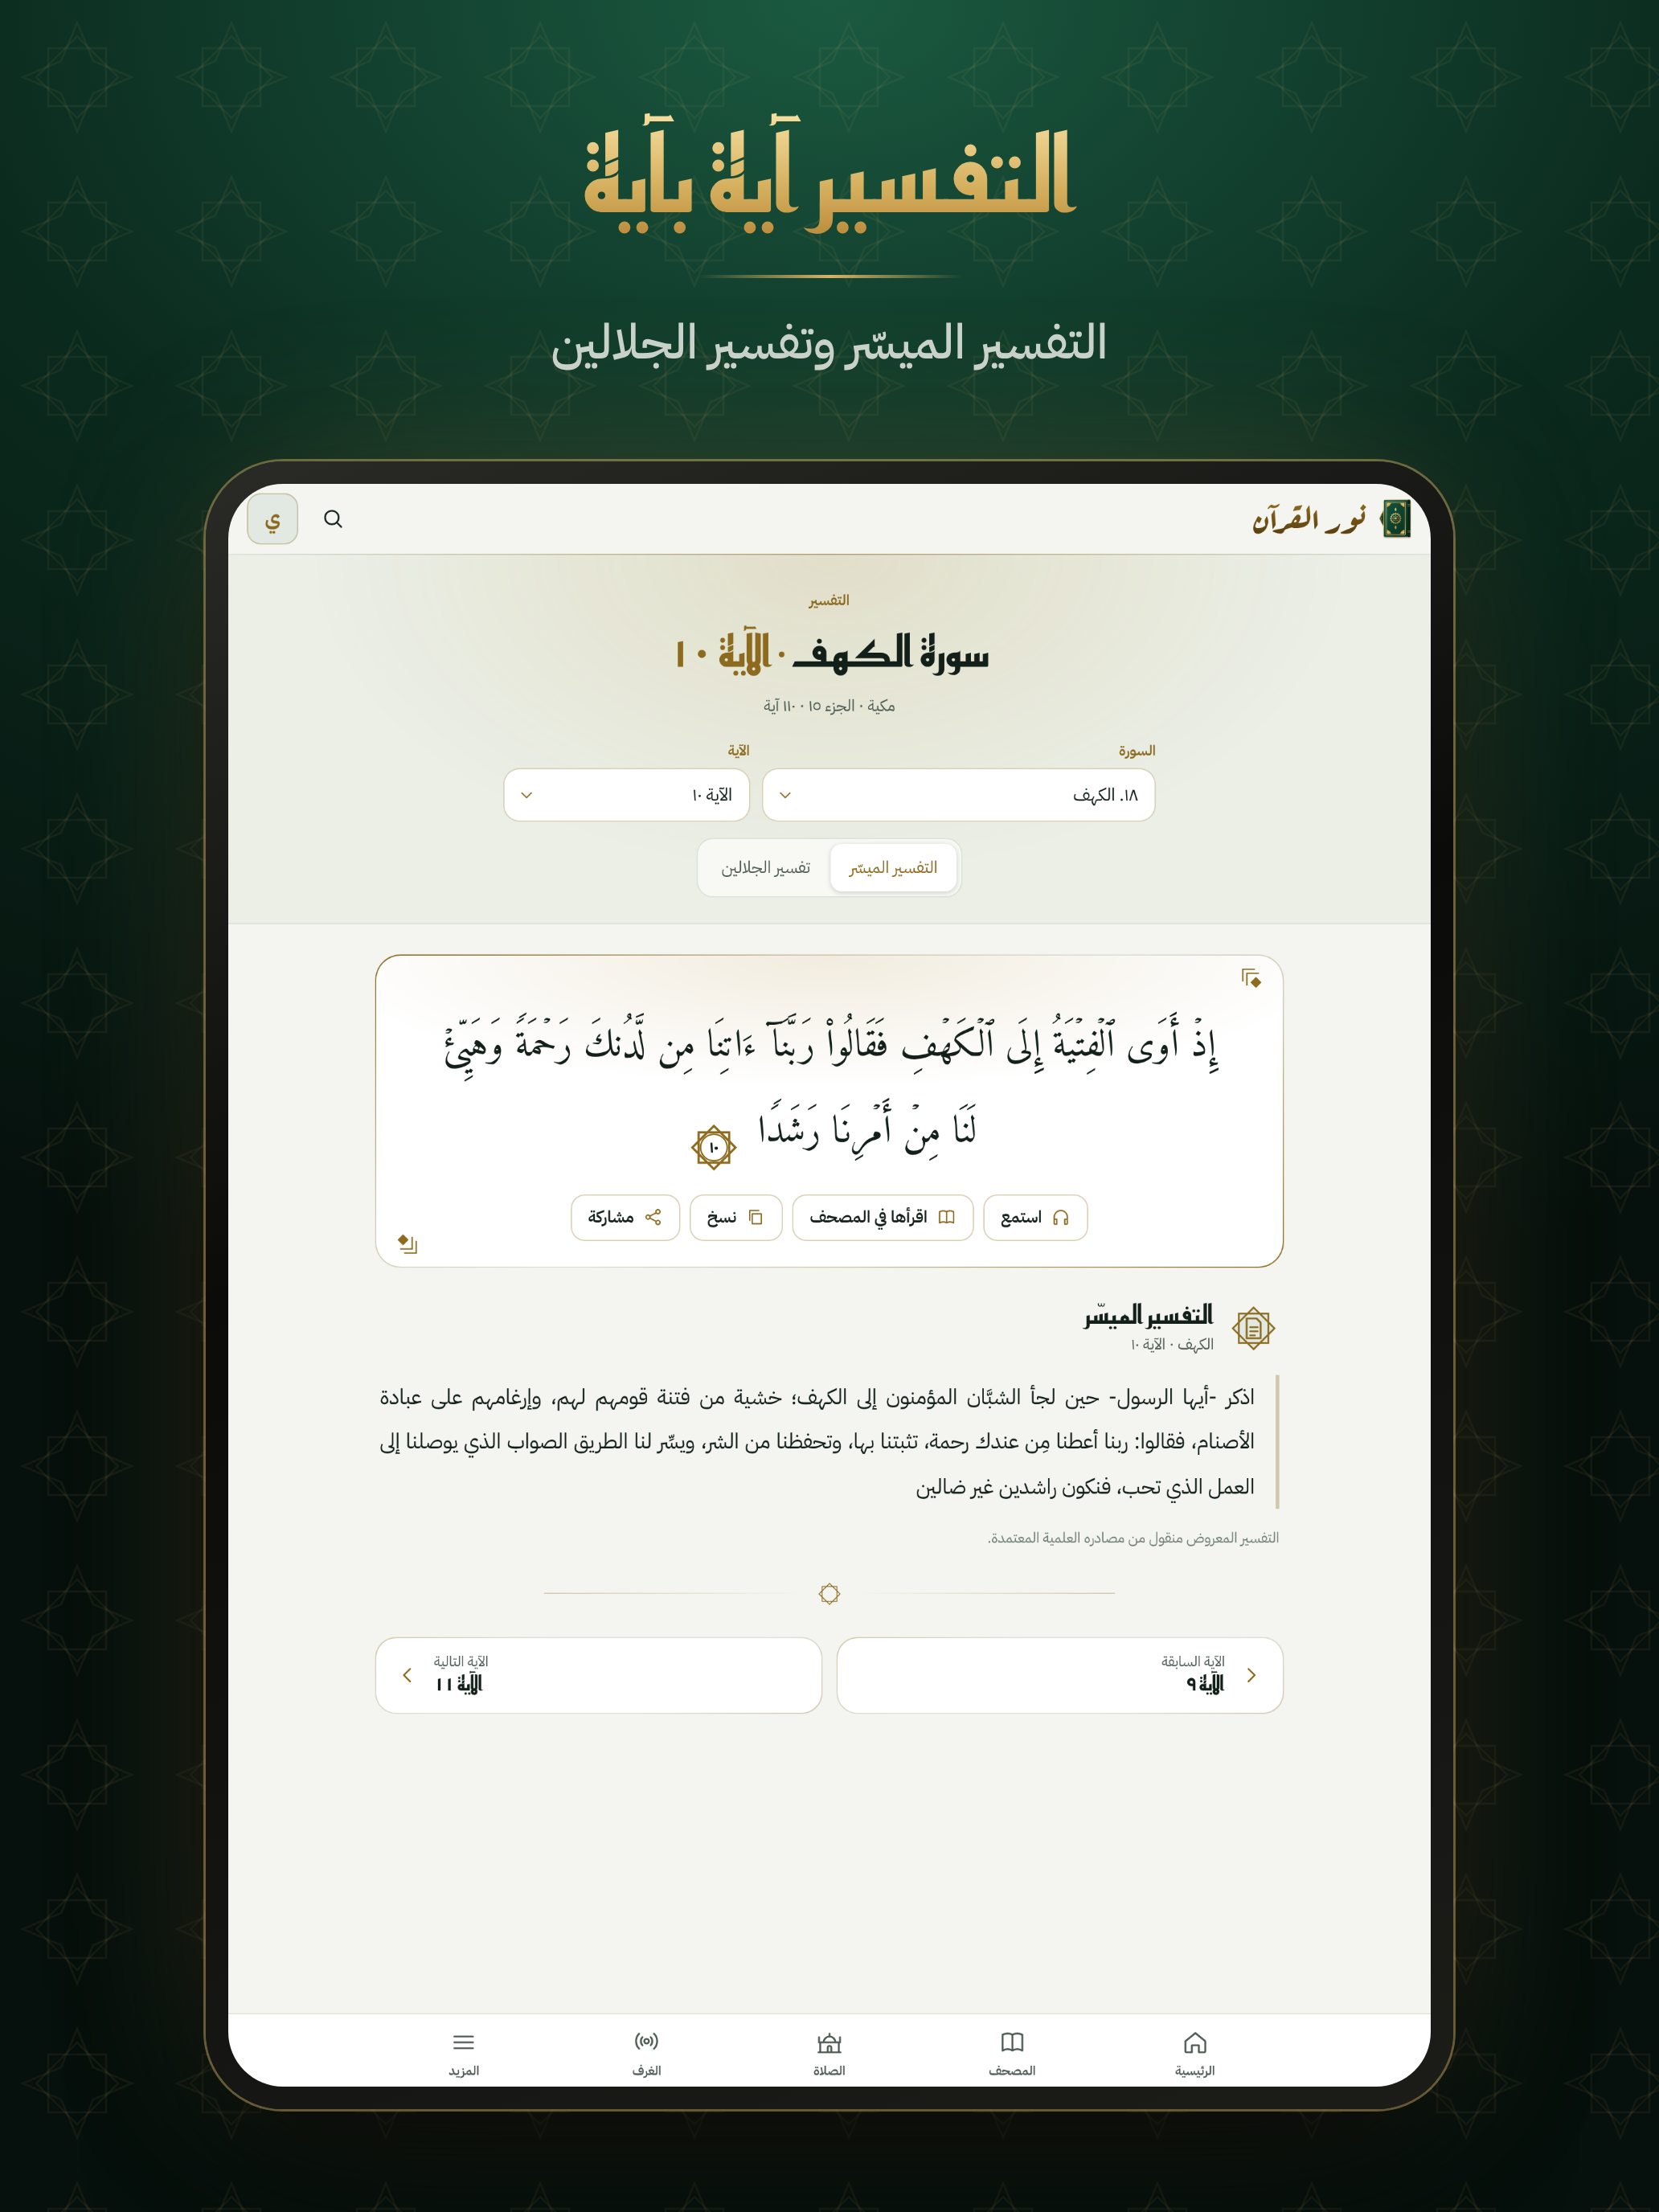 التفسير آية بآية
التفسير الميسّر وتفسير الجلالين
نور القرآن
ي
التفسير
سورة الكهف · الآية ١٠
مكية · الجزء ١٥ · ١١٠ آية
السورة
الآية
١٨. الكهف
الآية ١٠
التفسير الميسّر
تفسير الجلالين
إِذۡ أَوَى ٱلۡفِتۡيَةُ إِلَى ٱلۡكَهۡفِ فَقَالُواْ رَبَّنَآ ءَاتِنَا مِن لَّدُنكَ رَحۡمَةٗ وَهَيِّئۡ
لَنَا مِنۡ أَمۡرِنَا رَشَدٗا ١٠
استمع
اقرأها في المصحف
نسخ
مشاركة
التفسير الميسّر
الكهف · الآية ١٠
اذكر -أيها الرسول- حين لجأ الشبَّان المؤمنون إلى الكهف؛ خشية من فتنة قومهم لهم، وإرغامهم على عبادة
الأصنام، فقالوا: ربنا أعطنا مِن عندك رحمة، تثبتنا بها، وتحفظنا من الشر، ويسِّر لنا الطريق الصواب الذي يوصلنا إلى
العمل الذي تحب، فنكون راشدين غير ضالين
التفسير المعروض منقول من مصادره العلمية المعتمدة.
الآية السابقة
الآية ٩
الآية التالية
الآية ١١
الرئيسية
المصحف
الصلاة
الغرف
المزيد